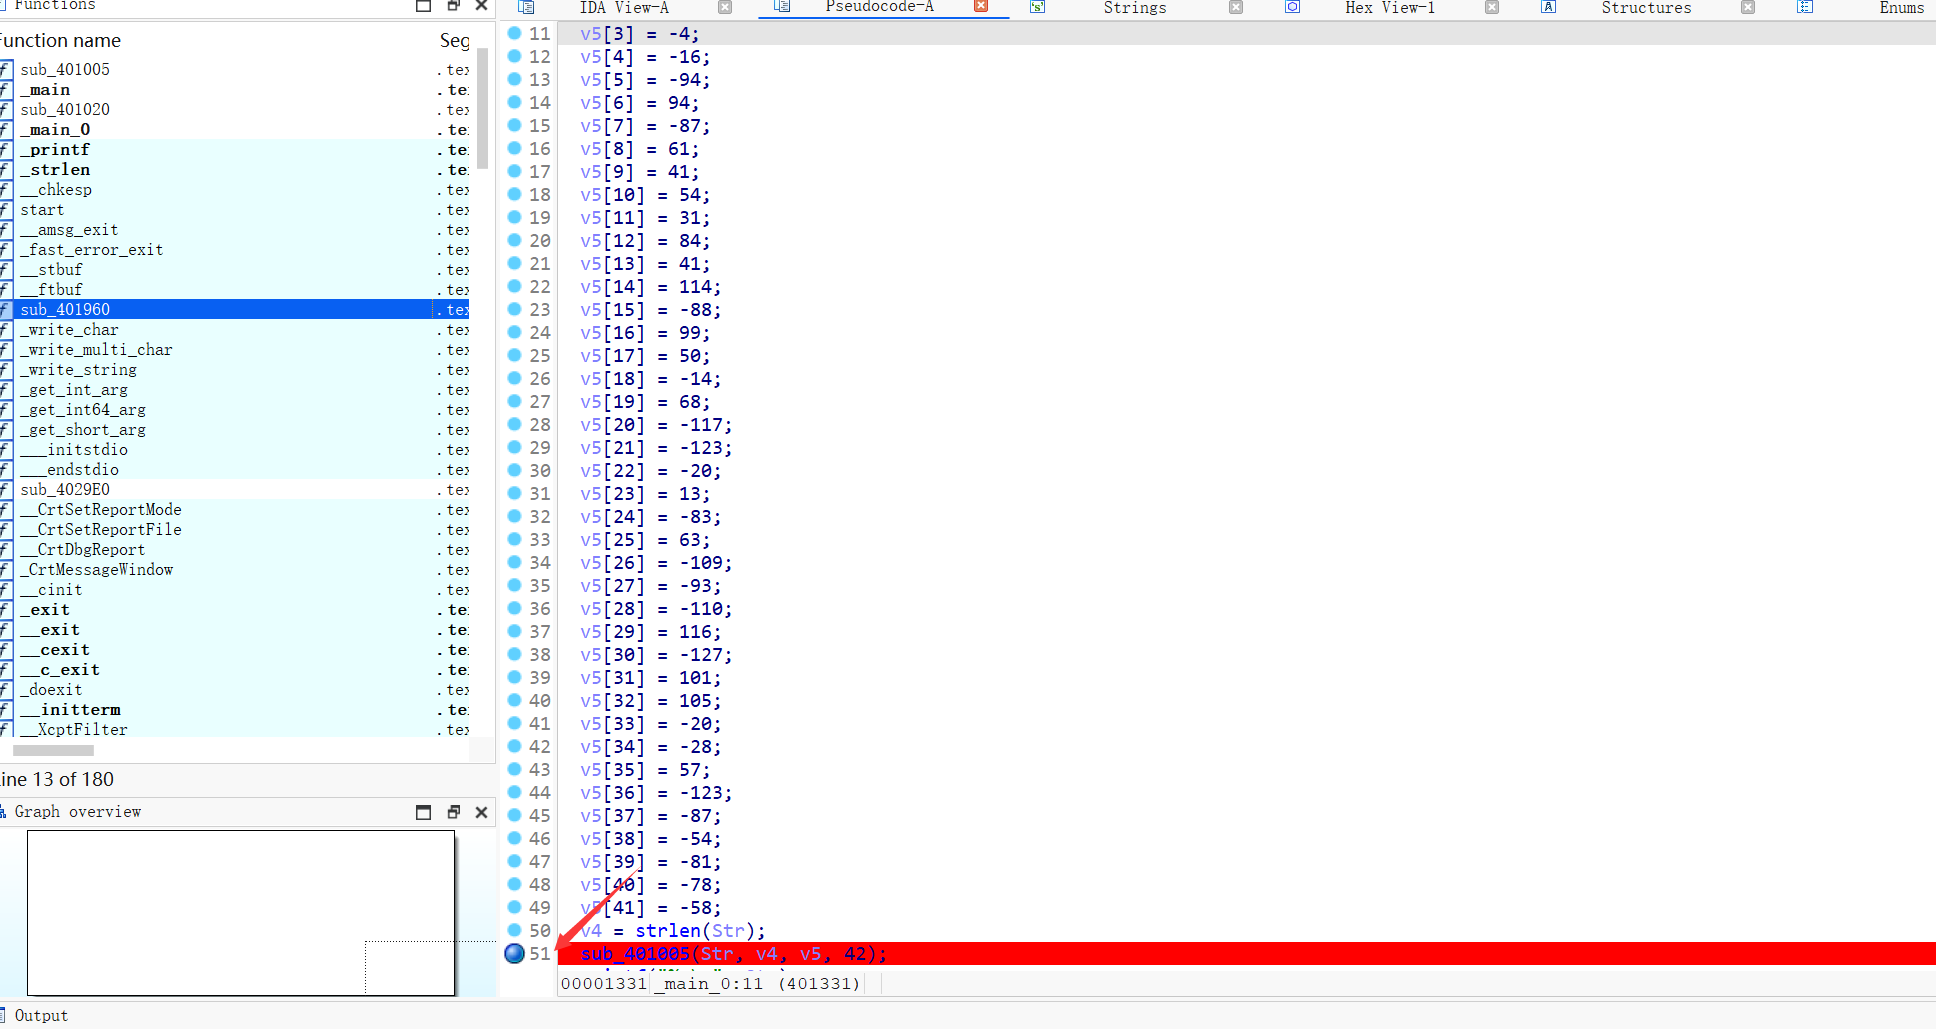 Functions
Function name Seg
sub_401005 .tex
_main .te
sub_401020 .tex
_main_0 .te
_printf .te
_strlen .te
__chkesp .tex
start .tex
__amsg_exit .tex
_fast_error_exit .tex
__stbuf .tex
__ftbuf .tex
sub_401960 .tex
_write_char .tex
_write_multi_char .tex
_write_string .tex
_get_int_arg .tex
_get_int64_arg .tex
_get_short_arg .tex
___initstdio .tex
___endstdio .tex
sub_4029E0 .tex
__CrtSetReportMode .tex
__CrtSetReportFile .tex
__CrtDbgReport .tex
_CrtMessageWindow .tex
__cinit .tex
_exit .te
__exit .te
__cexit .te
__c_exit .te
_doexit .tex
__initterm .te
__XcptFilter .tex
ine 13 of 180
Graph overview
IDA View-A Pseudocode-A Strings Hex View-1 Structures Enums
11 v5[3] = -4;
12 v5[4] = -16;
13 v5[5] = -94;
14 v5[6] = 94;
15 v5[7] = -87;
16 v5[8] = 61;
17 v5[9] = 41;
18 v5[10] = 54;
19 v5[11] = 31;
20 v5[12] = 84;
21 v5[13] = 41;
22 v5[14] = 114;
23 v5[15] = -88;
24 v5[16] = 99;
25 v5[17] = 50;
26 v5[18] = -14;
27 v5[19] = 68;
28 v5[20] = -117;
29 v5[21] = -123;
30 v5[22] = -20;
31 v5[23] = 13;
32 v5[24] = -83;
33 v5[25] = 63;
34 v5[26] = -109;
35 v5[27] = -93;
36 v5[28] = -110;
37 v5[29] = 116;
38 v5[30] = -127;
39 v5[31] = 101;
40 v5[32] = 105;
41 v5[33] = -20;
42 v5[34] = -28;
43 v5[35] = 57;
44 v5[36] = -123;
45 v5[37] = -87;
46 v5[38] = -54;
47 v5[39] = -81;
48 v5[40] = -78;
49 v5[41] = -58;
50 v4 = strlen(Str);
51 sub_401005(Str, v4, v5, 42);
00001331 _main_0:11 (401331)
Output